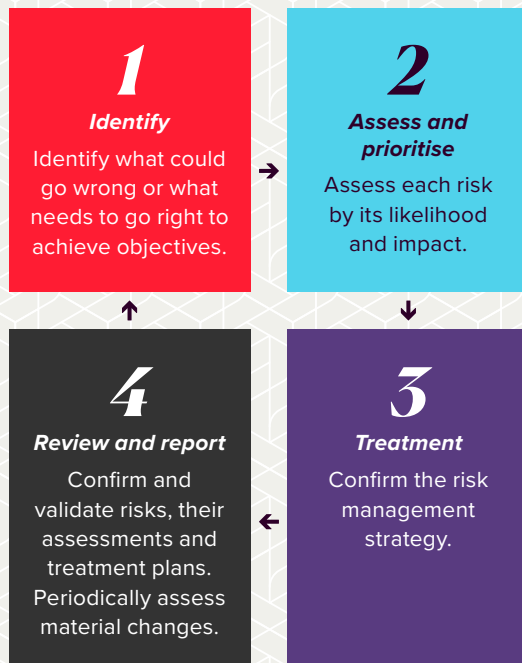 1
Identify
Identify what could
go wrong or what
needs to go right to
achieve objectives.
2
Assess and
prioritise
Assess each risk
by its likelihood
and impact.
3
Treatment
Confirm the risk
management
strategy.
4
Review and report
Confirm and
validate risks, their
assessments and
treatment plans.
Periodically assess
material changes.